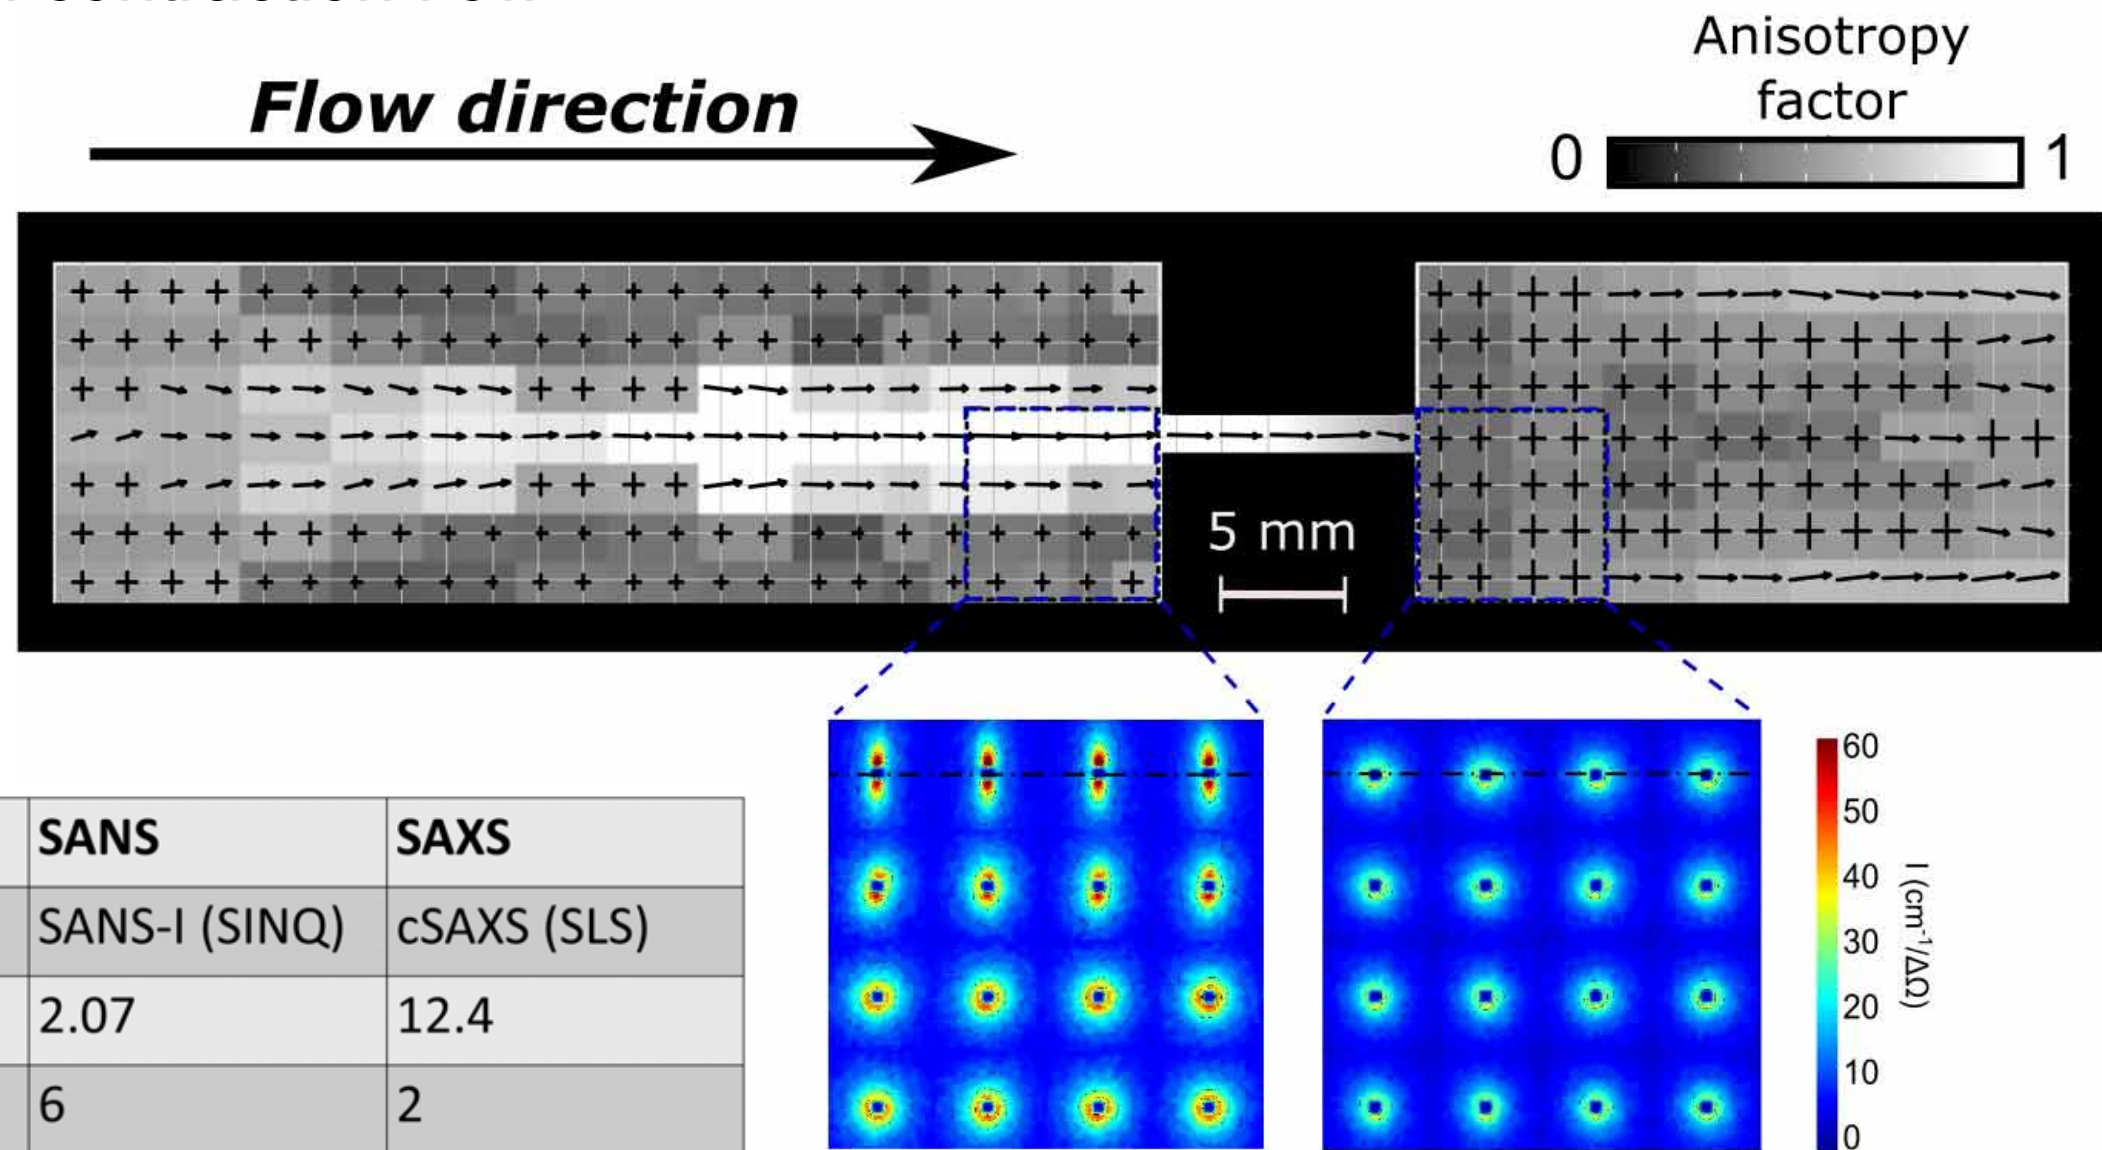 Flow direction
Anisotropy
factor
0
1
5 mm
SANS
SAXS
SANS-I (SINQ)
cSAXS (SLS)
2.07
12.4
6
2
60
50
40
30
20
10
0
I (cm⁻¹/ΔΩ)